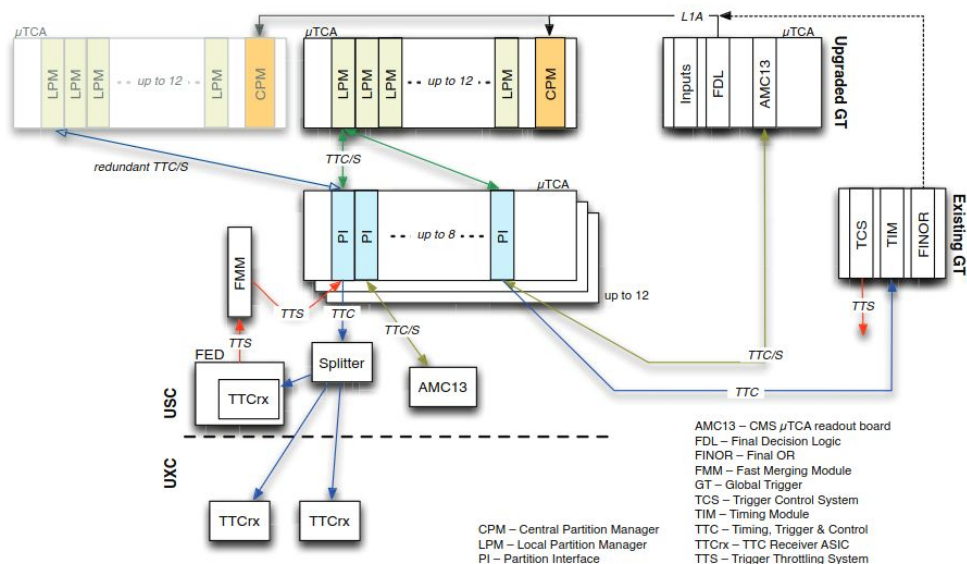 L1A
µTCA
µTCA
µTCA
LPM
LPM
LPM
up to 12
LPM
CPM
LPM
LPM
LPM
up to 12
LPM
CPM
Inputs
FDL
AMC13
Upgraded GT
redundant TTC/S
TTC/S
µTCA
PI
PI
up to 8
PI
TCS
TIM
FINOR
Existing GT
FMM
up to 12
TTS
TTC
TTC/S
TTS
TTS
TTC/S
FED
TTCrx
Splitter
AMC13
TTC
USC
UXC
TTCrx
TTCrx
AMC13 – CMS µTCA readout board
FDL – Final Decision Logic
FINOR – Final OR
FMM – Fast Merging Module
GT – Global Trigger
TCS – Trigger Control System
TIM – Timing Module
CPM – Central Partition Manager
TTC – Timing, Trigger & Control
LPM – Local Partition Manager
TTCrx – TTC Receiver ASIC
PI – Partition Interface
TTS – Trigger Throttling System